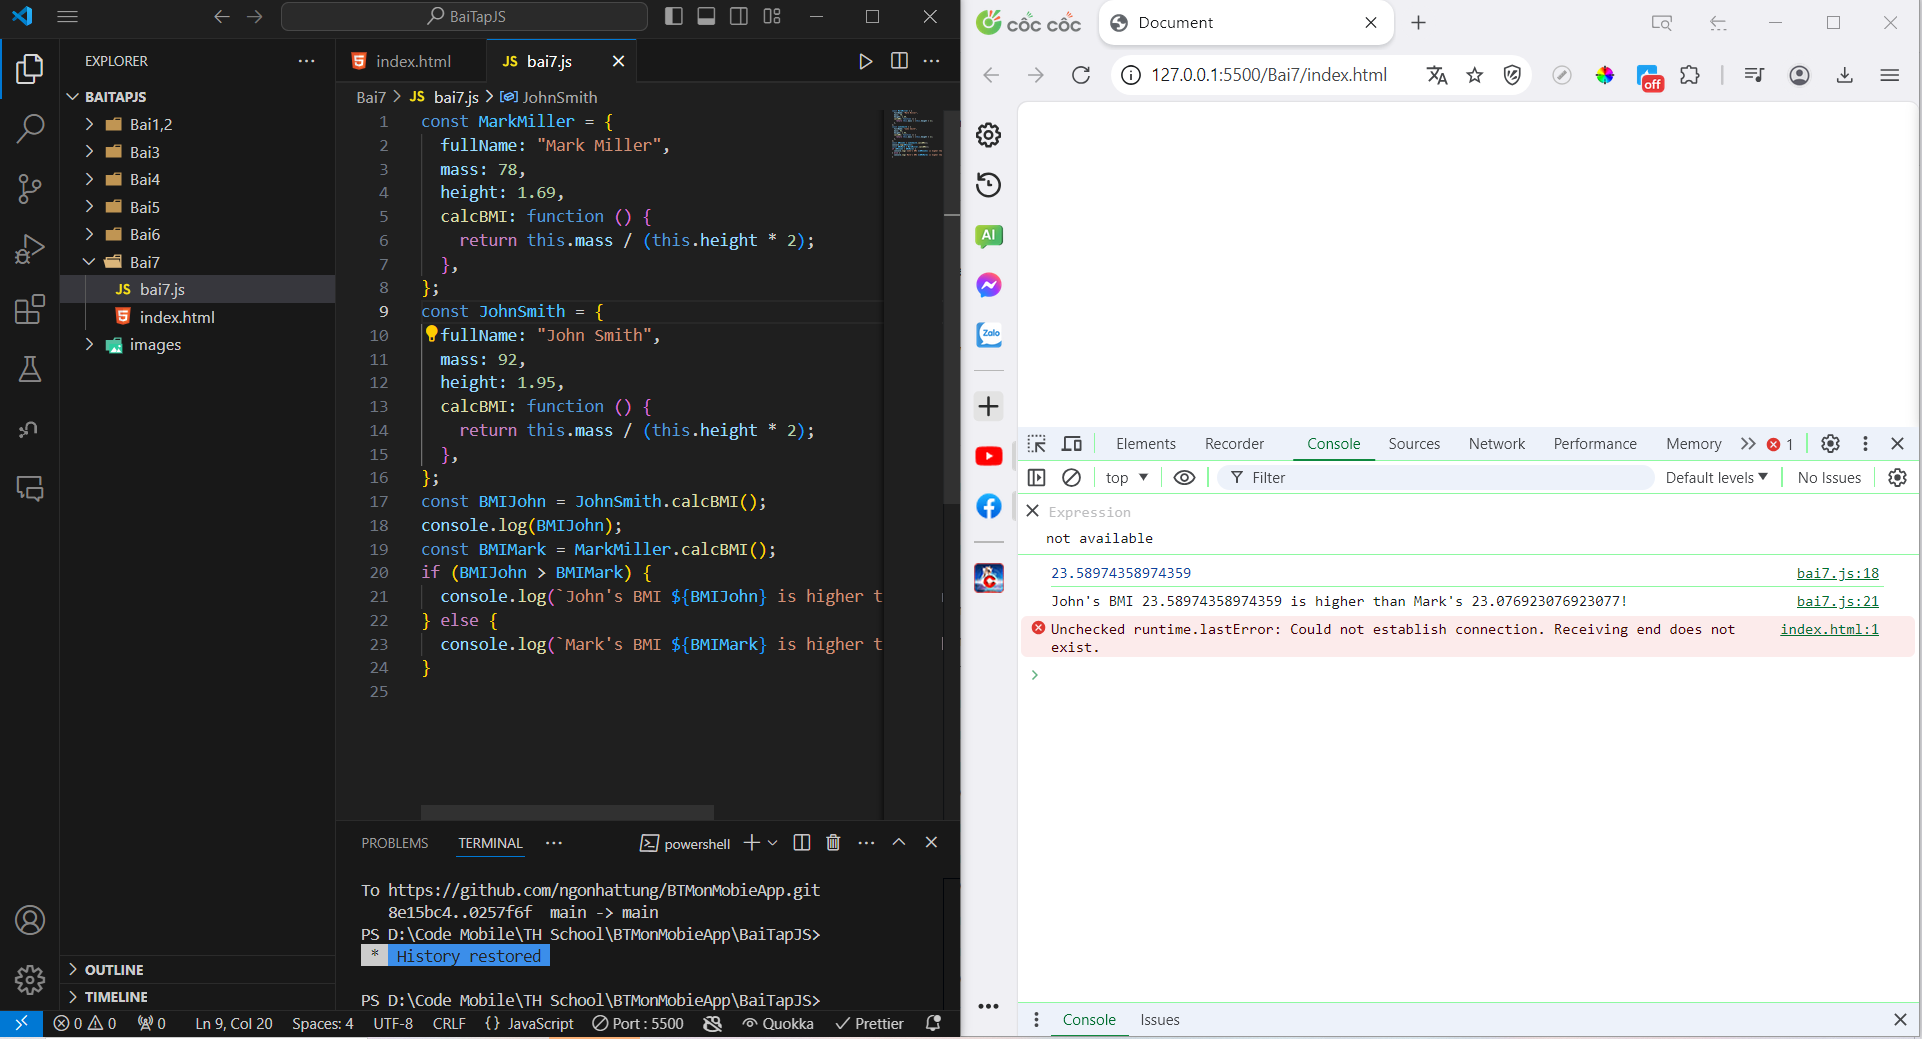 BaiTapJS
EXPLORER
BAITAPJS
Bai1,2
Bai3
Bai4
Bai5
Bai6
Bai7
JS bai7.js
index.html
images
OUTLINE
TIMELINE
index.html
JS bai7.js
Bai7 > JS bai7.js > JohnSmith
1 const MarkMiller = {
2 fullName: "Mark Miller",
3 mass: 78,
4 height: 1.69,
5 calcBMI: function () {
6 return this.mass / (this.height * 2);
7 },
8 };
9 const JohnSmith = {
10 fullName: "John Smith",
11 mass: 92,
12 height: 1.95,
13 calcBMI: function () {
14 return this.mass / (this.height * 2);
15 },
16 };
17 const BMIJohn = JohnSmith.calcBMI();
18 console.log(BMIJohn);
19 const BMIMark = MarkMiller.calcBMI();
20 if (BMIJohn > BMIMark) {
21 console.log(`John's BMI ${BMIJohn} is higher t
22 } else {
23 console.log(`Mark's BMI ${BMIMark} is higher t
24 }
25
PROBLEMS TERMINAL powershell
To https://github.com/ngonhattung/BTMonMobieApp.git
8e15bc4..0257f6f main -> main
PS D:\Code Mobile\TH School\BTMonMobieApp\BaiTapJS>
* History restored
PS D:\Code Mobile\TH School\BTMonMobieApp\BaiTapJS>
0 0 0 Ln 9, Col 20 Spaces: 4 UTF-8 CRLF {} JavaScript Port : 5500 Quokka Prettier
cốc cốc
Document
127.0.0.1:5500/Bai7/index.html
off
AI
Zalo
Elements Recorder Console Sources Network Performance Memory 1
top Filter Default levels No Issues
Expression
not available
23.58974358974359 bai7.js:18
John's BMI 23.58974358974359 is higher than Mark's 23.076923076923077! bai7.js:21
Unchecked runtime.lastError: Could not establish connection. Receiving end does not index.html:1
exist.
Console Issues